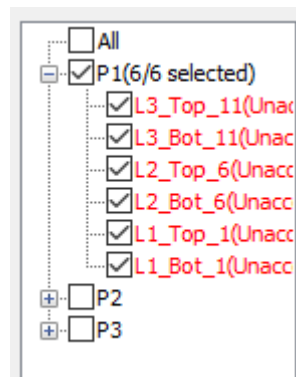 All
P1(6/6 selected)
L3_Top_11(Unac
L3_Bot_11(Unac
L2_Top_6(Unacc
L2_Bot_6(Unacc
L1_Top_1(Unacc
L1_Bot_1(Unacc
P2
P3